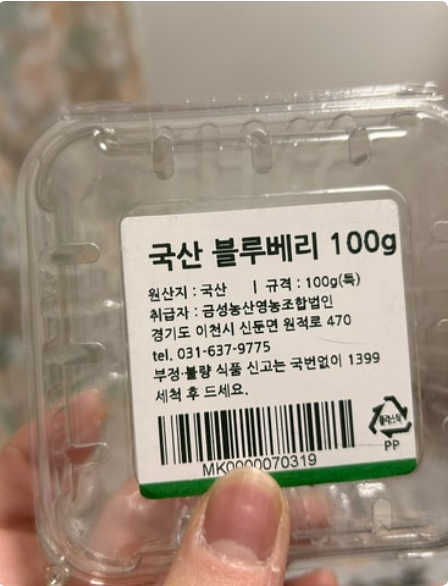 국산 블루베리 100g
원산지 : 국산 | 규격 : 100g(특)
취급자 : 금성농산영농조합법인
경기도 이천시 신둔면 원적로 470
tel. 031-637-9775
부정·불량 식품 신고는 국번없이 1399
세척 후 드세요.
플라스틱
PP
MK0000070319